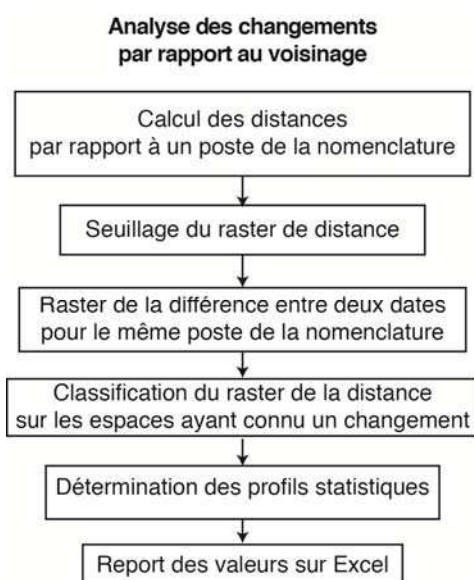 Analyse des changements
par rapport au voisinage
Calcul des distances
par rapport à un poste de la nomenclature
Seuillage du raster de distance
Raster de la différence entre deux dates
pour le même poste de la nomenclature
Classification du raster de la distance
sur les espaces ayant connu un changement
Détermination des profils statistiques
Report des valeurs sur Excel